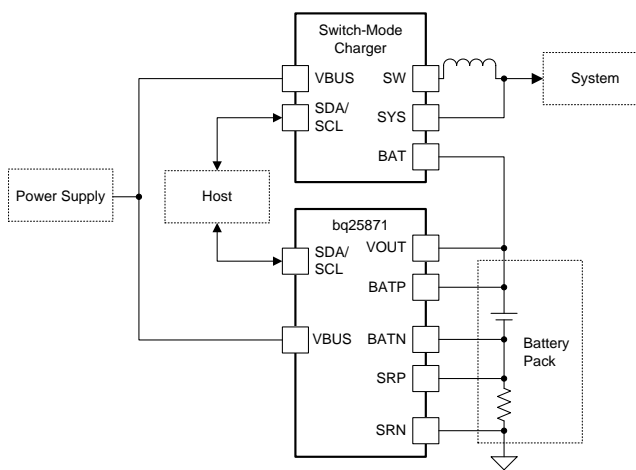 Switch-Mode
Charger
VBUS
SW
System
SDA/
SCL
SYS
BAT
Power Supply
Host
bq25871
SDA/
SCL
VOUT
BATP
VBUS
BATN
Battery
Pack
SRP
SRN